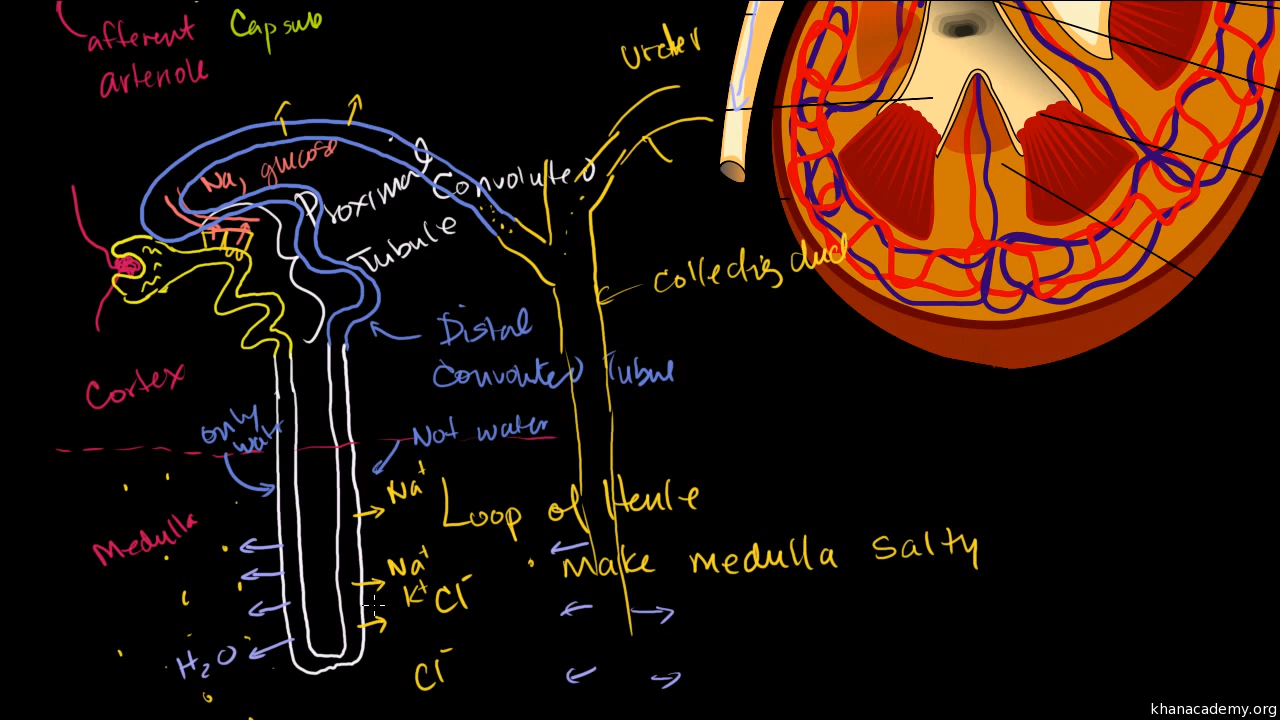 afferent
arteriole
Capsule
ureter
Na, glucose
Proximal
Convoluted
Tubule
Collecting duct
Distal
Convoluted Tubule
Cortex
only
water
Not water
Na+
Loop of Henle
Medulla
Na+
K+ Cl-
Make medulla salty
H2O
Cl-
khanacademy.org